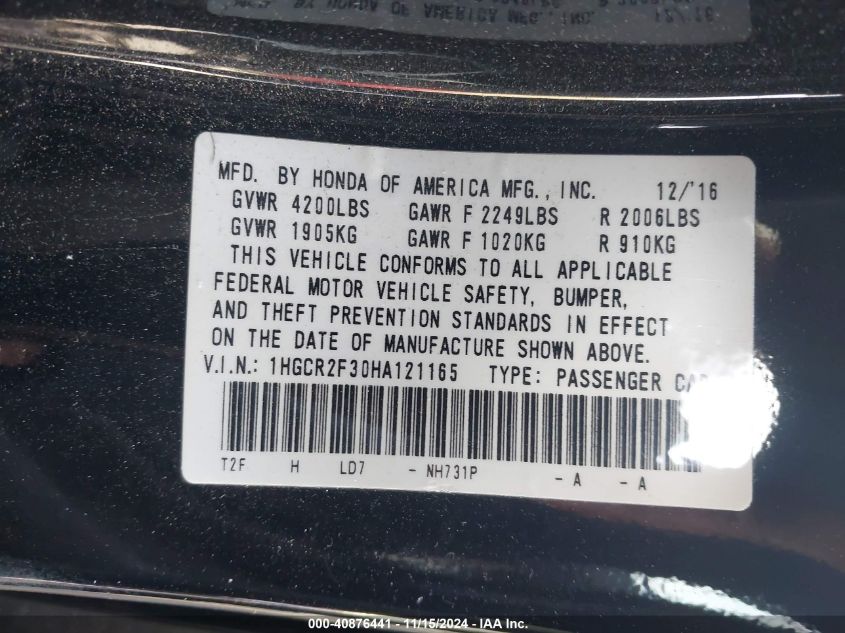 MFD. BY HONDA OF AMERICA MFG., INC. 12/'16
GVWR 4200LBS GAWR F 2249LBS R 2006LBS
GVWR 1905KG GAWR F 1020KG R 910KG
THIS VEHICLE CONFORMS TO ALL APPLICABLE
FEDERAL MOTOR VEHICLE SAFETY, BUMPER,
AND THEFT PREVENTION STANDARDS IN EFFECT
ON THE DATE OF MANUFACTURE SHOWN ABOVE.
V.I.N.: 1HGCR2F30HA121165 TYPE: PASSENGER CAR
T2F H LD7 - NH731P - A - A
000-40876441 - 11/15/2024 - IAA Inc.